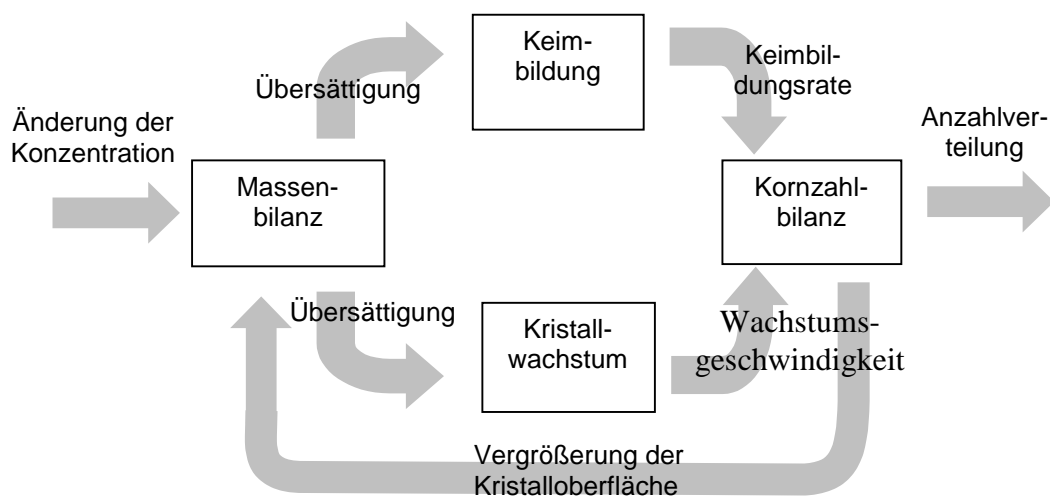 Änderung der
Konzentration
Massen-
bilanz
Übersättigung
Keim-
bildung
Keimbil-
dungsrate
Übersättigung
Kristall-
wachstum
Wachstums-
geschwindigkeit
Kornzahl-
bilanz
Anzahlver-
teilung
Vergrößerung der
Kristalloberfläche